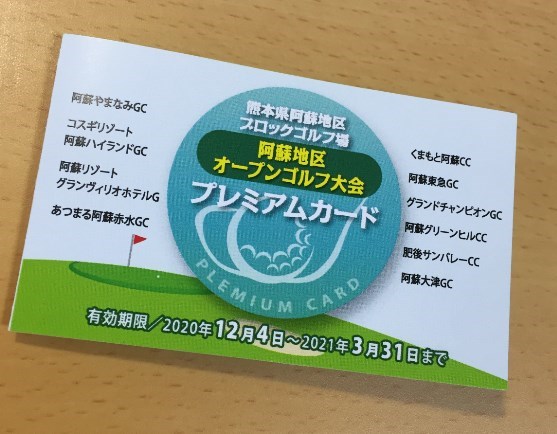 阿蘇やまなみGC
コスギリゾート
阿蘇ハイランドGC
阿蘇リゾート
グランヴィリオホテルG
あつまる阿蘇赤水GC
熊本県阿蘇地区
ブロックゴルフ場
阿蘇地区
オープンゴルフ大会
プレミアムカード
PLEMIUM CARD
くまもと阿蘇CC
阿蘇東急GC
グランドチャンピオンGC
阿蘇グリーンヒルCC
肥後サンバレーCC
阿蘇大津GC
有効期限／2020年12月4日〜2021年3月31日まで